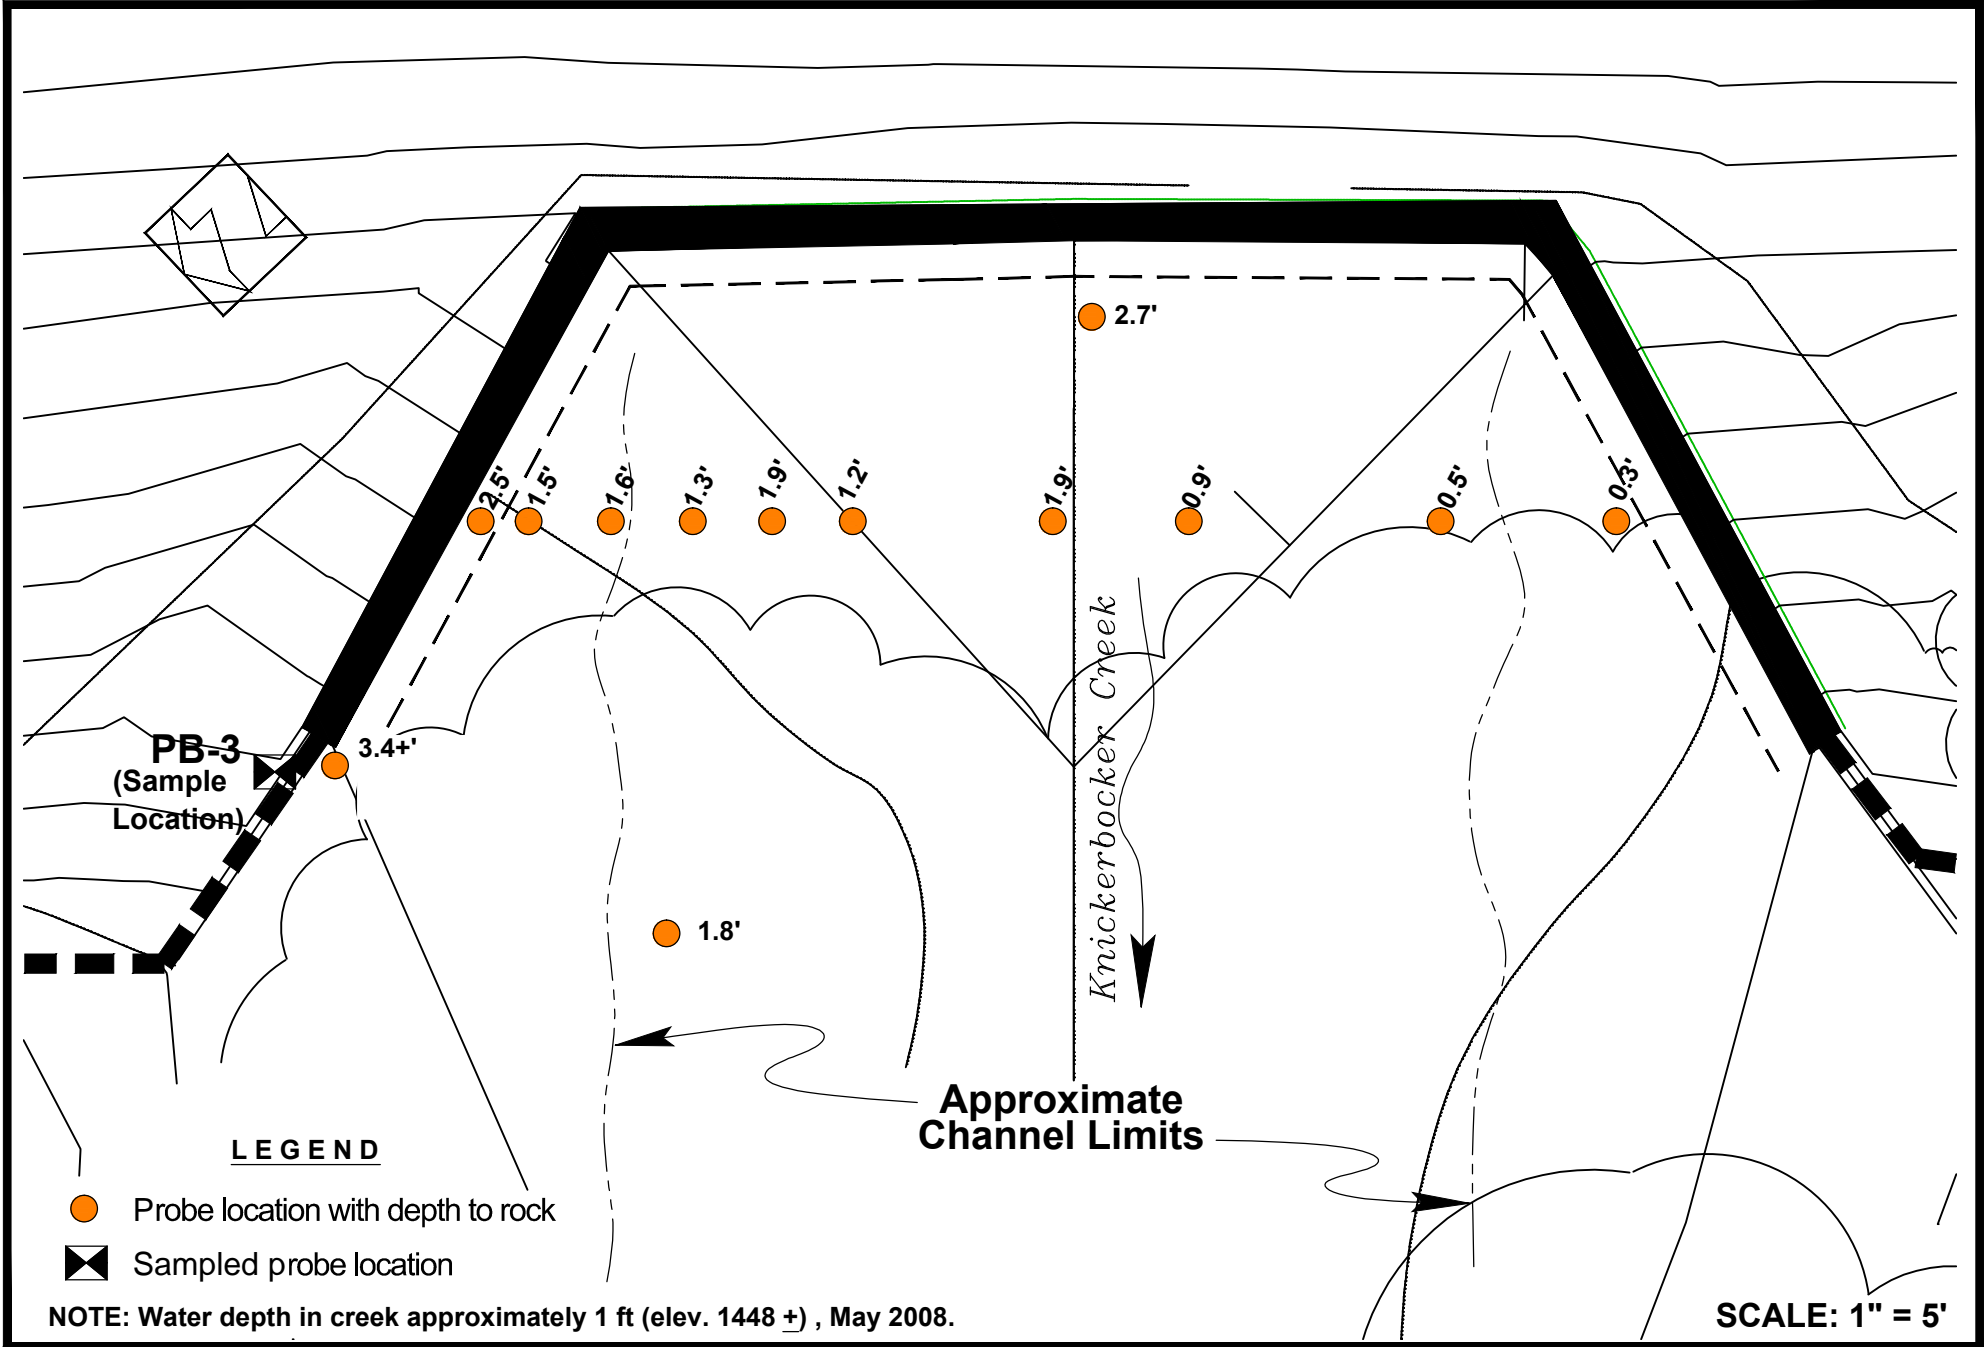 2.7'
2.5'
1.5'
1.6'
1.3'
1.9'
1.2'
1.9'
0.9'
0.5'
0.3'
Knickerbocker Creek
PB-3
(Sample
Location)
3.4+'
1.8'
Approximate
Channel Limits
LEGEND
Probe location with depth to rock
Sampled probe location
NOTE: Water depth in creek approximately 1 ft (elev. 1448 ±) , May 2008.
SCALE: 1" = 5'